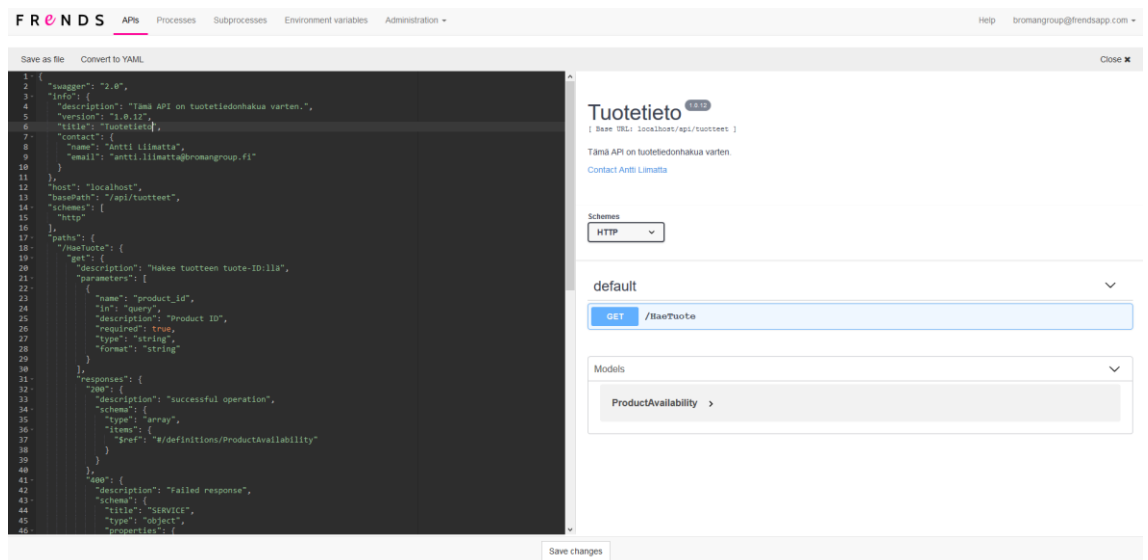 FRENDS APIs Processes Subprocesses Environment variables Administration Help bromangroup@frendsapp.com
Save as file Convert to YAML Close ✖
1 {
2 "swagger": "2.0",
3 "info": {
4 "description": "Tämä API on tuotetiedonhakua varten.",
5 "version": "1.0.12",
6 "title": "Tuotetieto",
7 "contact": {
8 "name": "Antti Liimatta",
9 "email": "antti.liimatta@bromangroup.fi"
10 }
11 },
12 "host": "localhost",
13 "basePath": "/api/tuotteet",
14 "schemes": [
15 "http"
16 ],
17 "paths": {
18 "/HaeTuote": {
19 "get": {
20 "description": "Hakee tuotteen tuote-ID:llä",
21 "parameters": [
22 {
23 "name": "product_id",
24 "in": "query",
25 "description": "Product ID",
26 "required": true,
27 "type": "string",
28 "format": "string"
29 }
30 ],
31 "responses": {
32 "200": {
33 "description": "successful operation",
34 "schema": {
35 "type": "array",
36 "items": {
37 "$ref": "#/definitions/ProductAvailability"
38 }
39 }
40 },
41 "400": {
42 "description": "Failed response",
43 "schema": {
44 "title": "SERVICE",
45 "type": "object",
46 "properties": {
Tuotetieto 1.0.12
[ Base URL: localhost/api/tuotteet ]
Tämä API on tuotetiedonhakua varten.
Contact Antti Liimatta
Schemes
HTTP
default
GET /HaeTuote
Models
ProductAvailability >
Save changes